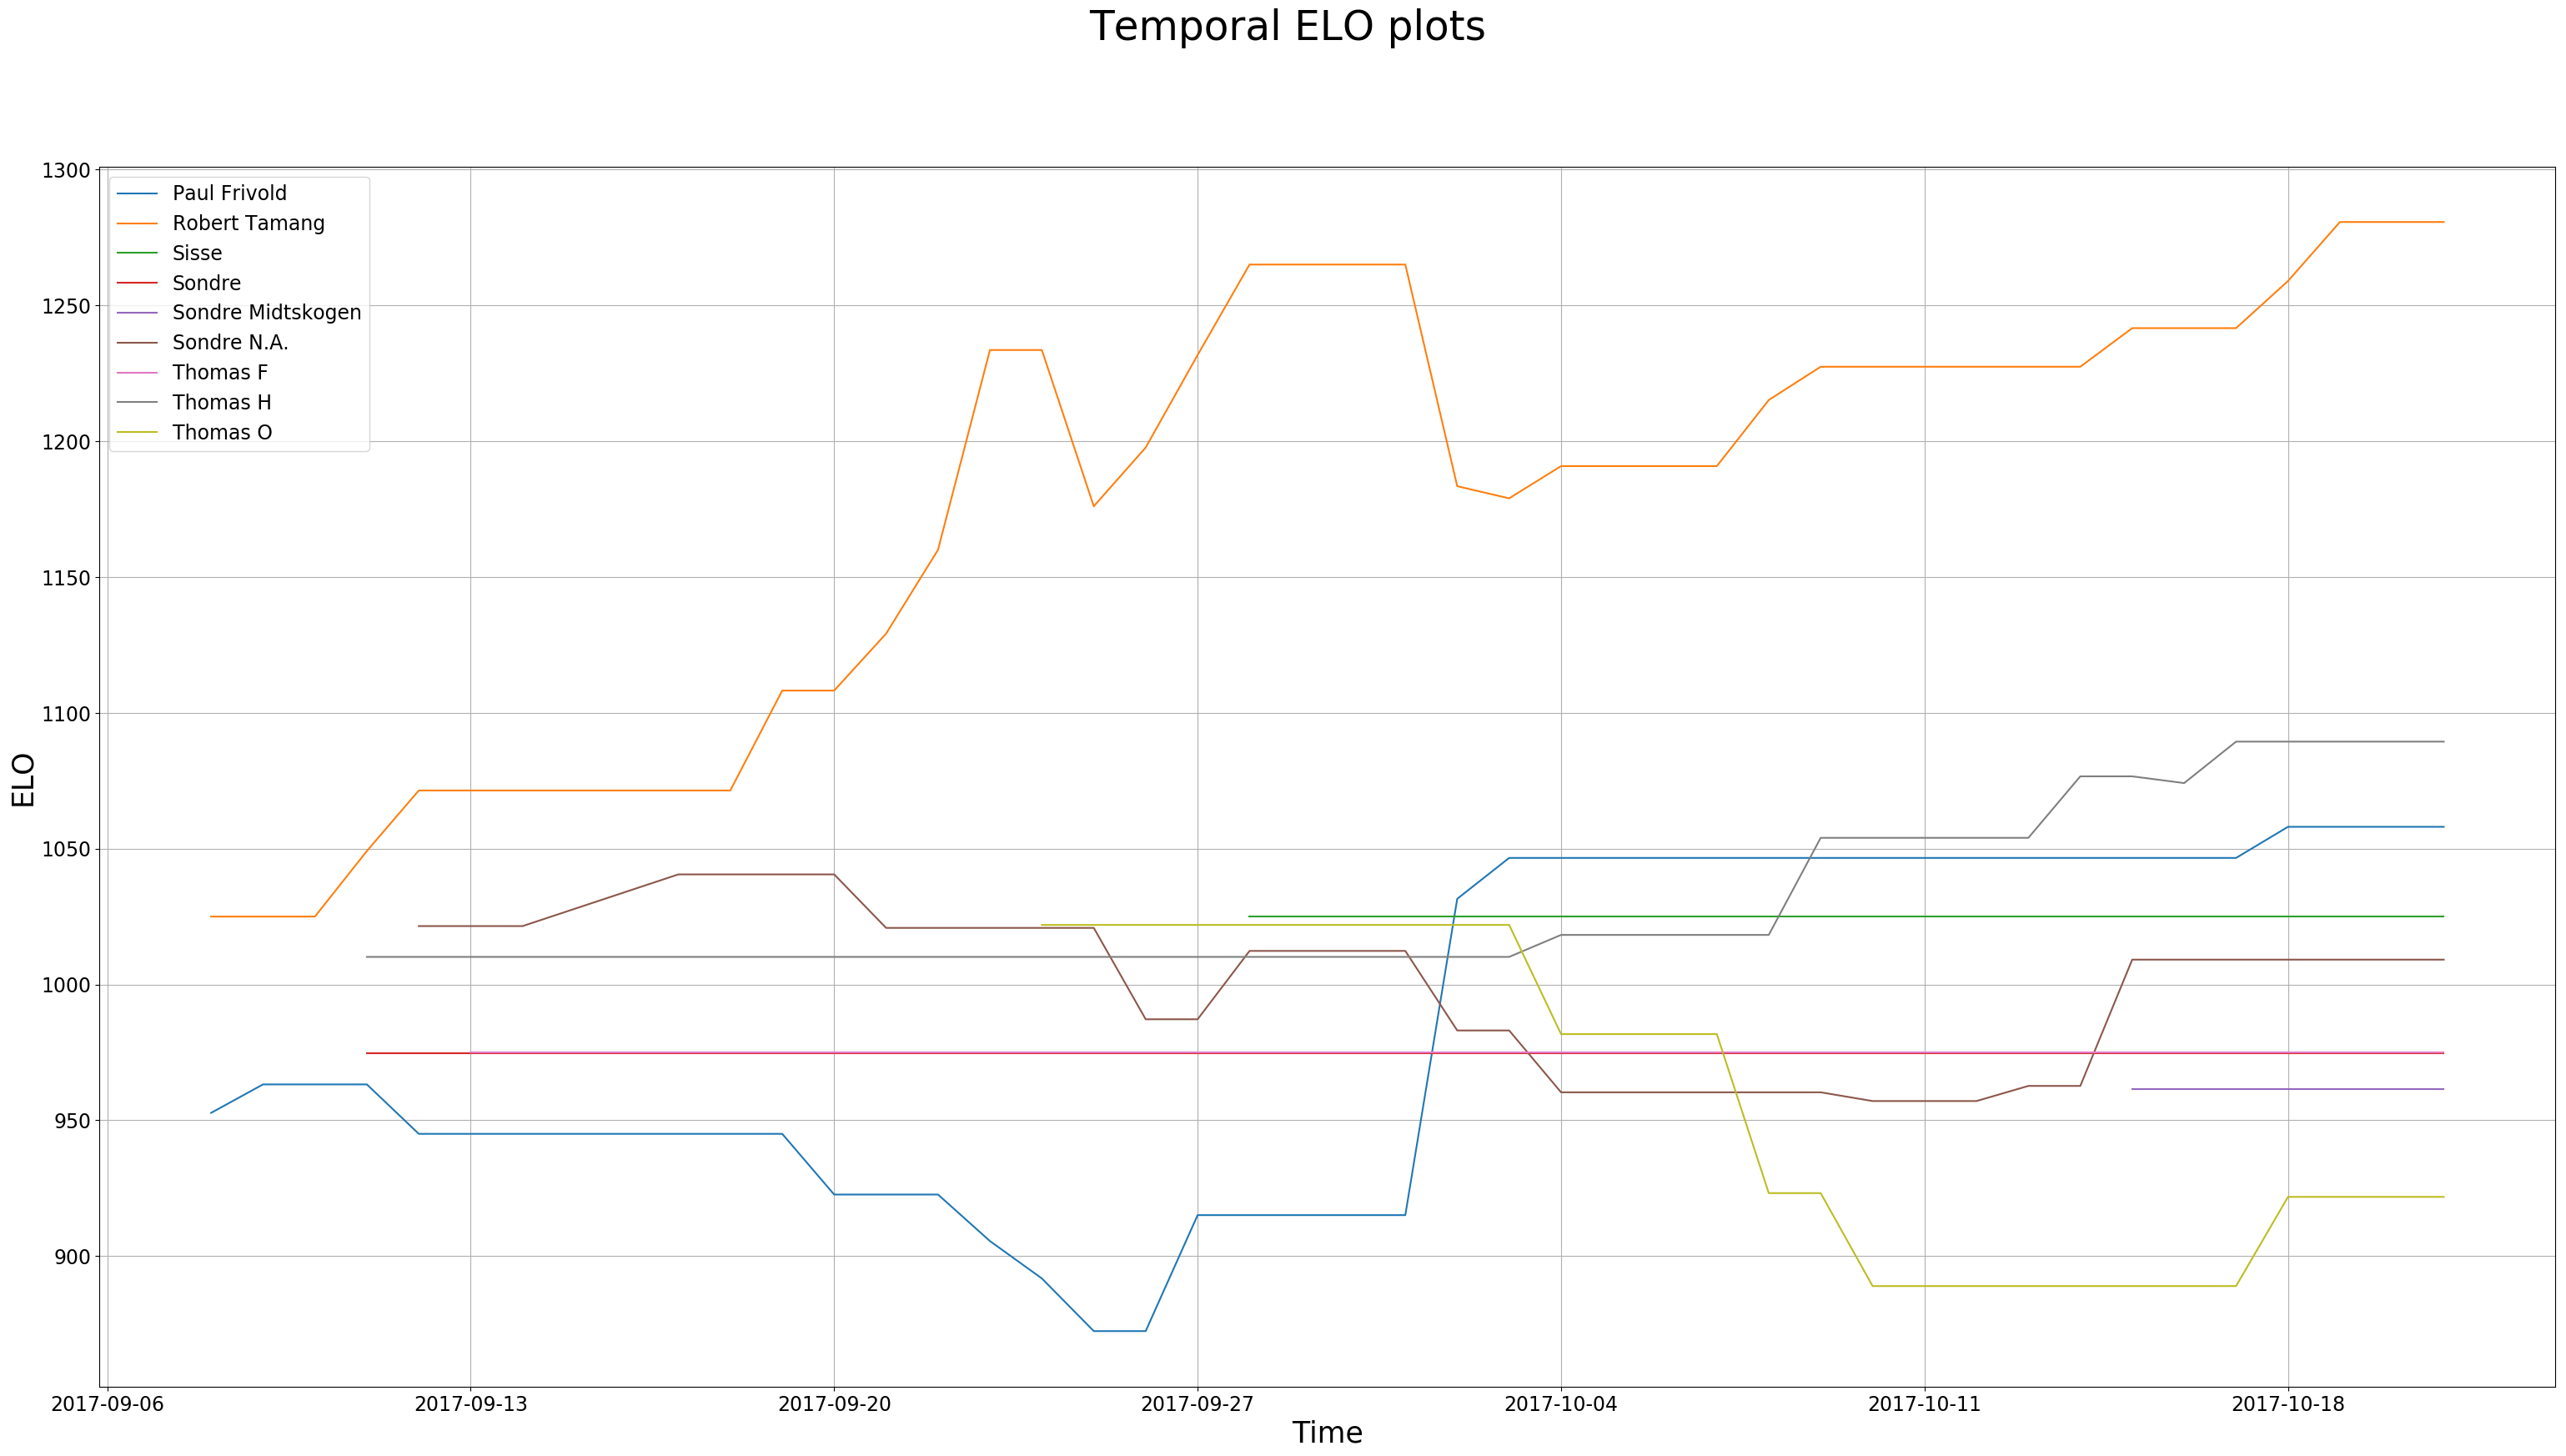 Temporal ELO plots
1300
1250
1200
1150
1100
1050
1000
950
900
ELO
Paul Frivold
Robert Tamang
Sisse
Sondre
Sondre Midtskogen
Sondre N.A.
Thomas F
Thomas H
Thomas O
2017-09-06 2017-09-13 2017-09-20 2017-09-27 2017-10-04 2017-10-11 2017-10-18
Time